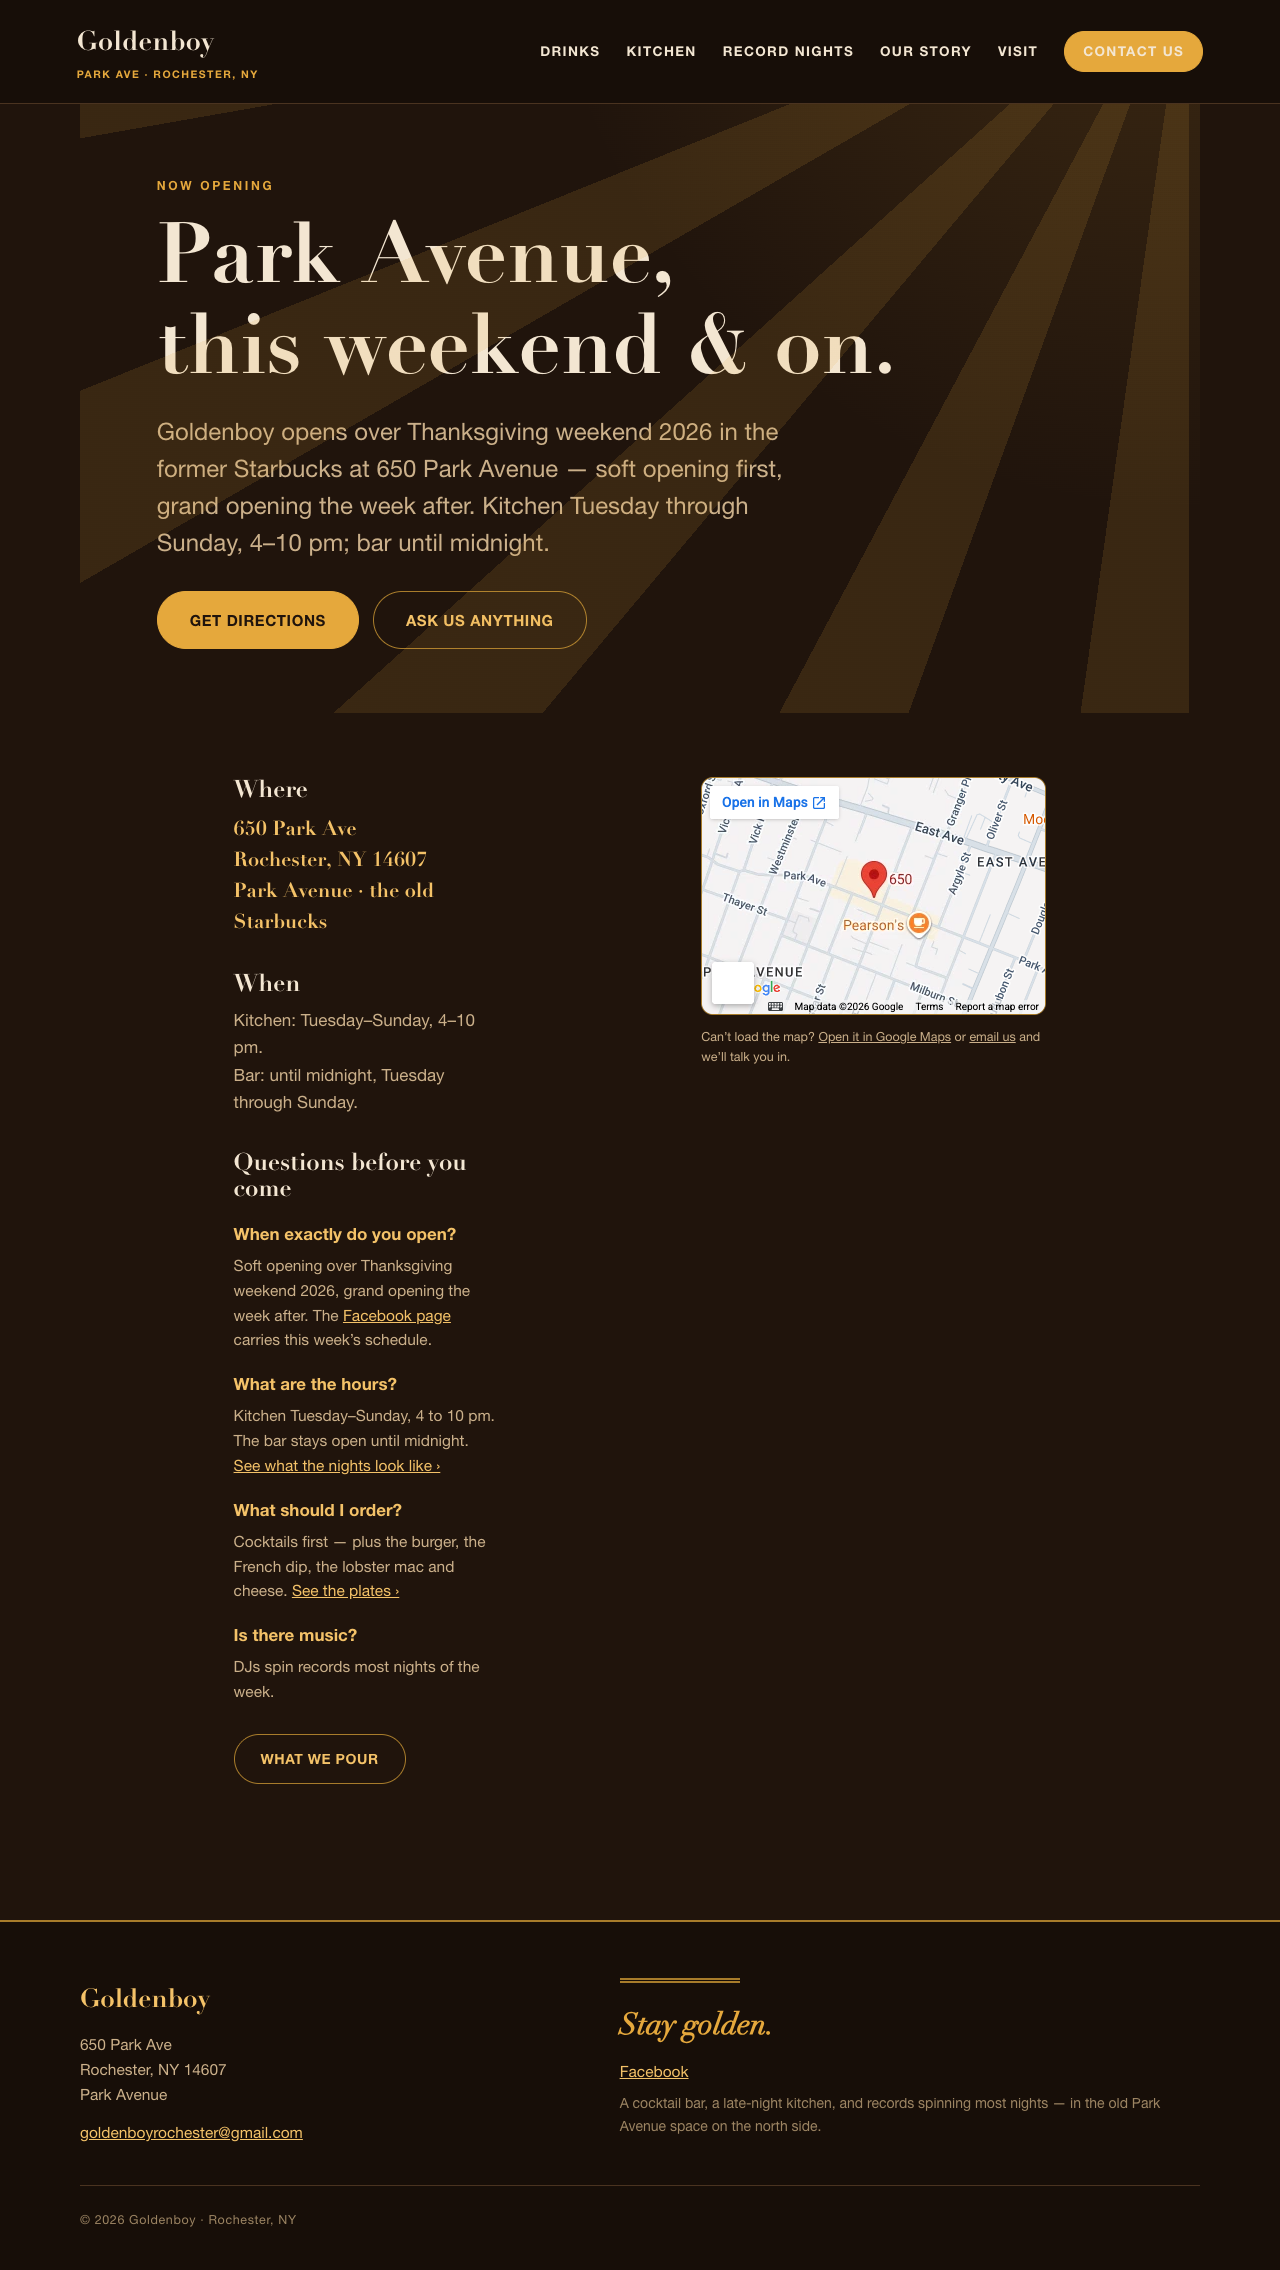 Goldenboy
PARK AVE · ROCHESTER, NY
DRINKS
KITCHEN
RECORD NIGHTS
OUR STORY
VISIT
CONTACT US
NOW OPENING
Park Avenue,
this weekend & on.
Goldenboy opens over Thanksgiving weekend 2026 in the
former Starbucks at 650 Park Avenue — soft opening first,
grand opening the week after. Kitchen Tuesday through
Sunday, 4–10 pm; bar until midnight.
GET DIRECTIONS
ASK US ANYTHING
Where
650 Park Ave
Rochester, NY 14607
Park Avenue · the old
Starbucks
When
Kitchen: Tuesday–Sunday, 4–10
pm.
Bar: until midnight, Tuesday
through Sunday.
Questions before you
come
When exactly do you open?
Soft opening over Thanksgiving
weekend 2026, grand opening the
week after. The Facebook page
carries this week’s schedule.
What are the hours?
Kitchen Tuesday–Sunday, 4 to 10 pm.
The bar stays open until midnight.
See what the nights look like ›
What should I order?
Cocktails first — plus the burger, the
French dip, the lobster mac and
cheese. See the plates ›
Is there music?
DJs spin records most nights of the
week.
WHAT WE POUR
Open in Maps
Westminster
Granger Pl
Oliver St
East Ave
EAST AVE
Argyle St
Park Ave
650
Thayer St
Pearson's
AVENUE
Milburn S
Park A
Map data ©2026 Google
Terms
Report a map error
Can’t load the map? Open it in Google Maps or email us and
we’ll talk you in.
Goldenboy
650 Park Ave
Rochester, NY 14607
Park Avenue
goldenboyrochester@gmail.com
Stay golden.
Facebook
A cocktail bar, a late-night kitchen, and records spinning most nights — in the old Park
Avenue space on the north side.
© 2026 Goldenboy · Rochester, NY